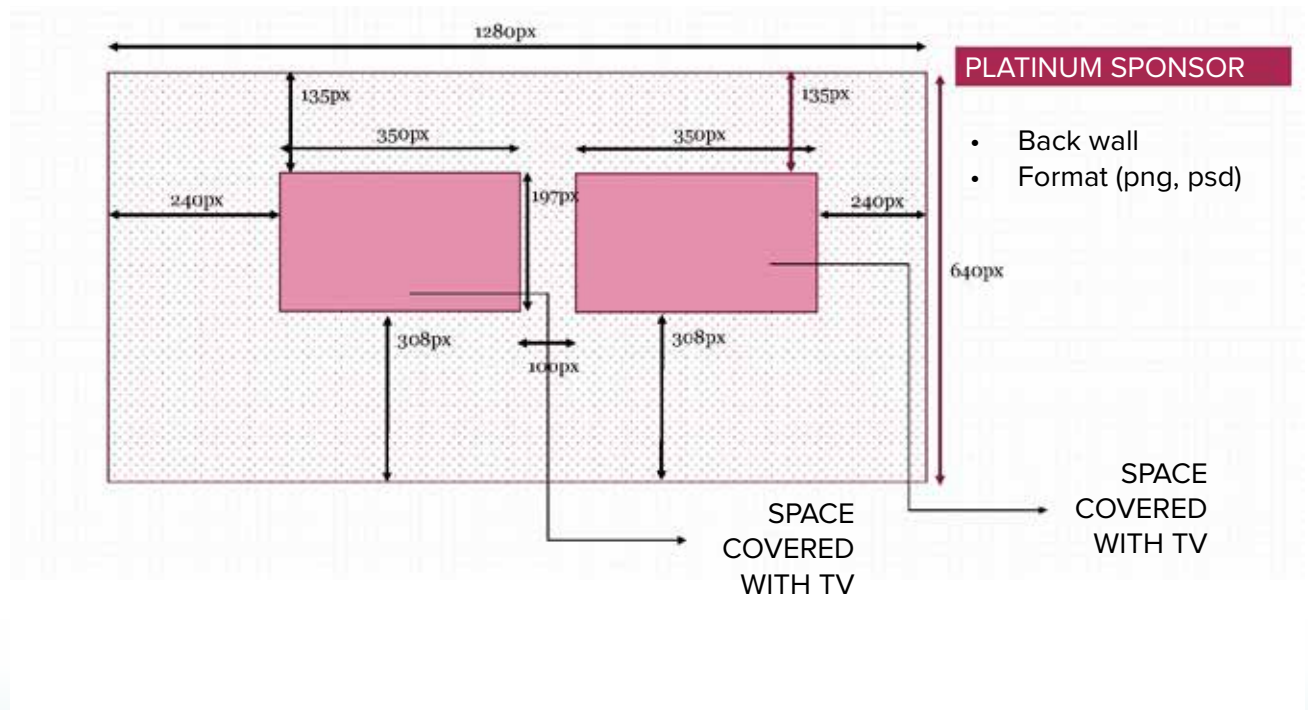 1280px
PLATINUM SPONSOR
135px
135px
350px
350px
• Back wall
• Format (png, psd)
240px
197px
240px
640px
308px
308px
100px
SPACE
COVERED
WITH TV
SPACE
COVERED
WITH TV